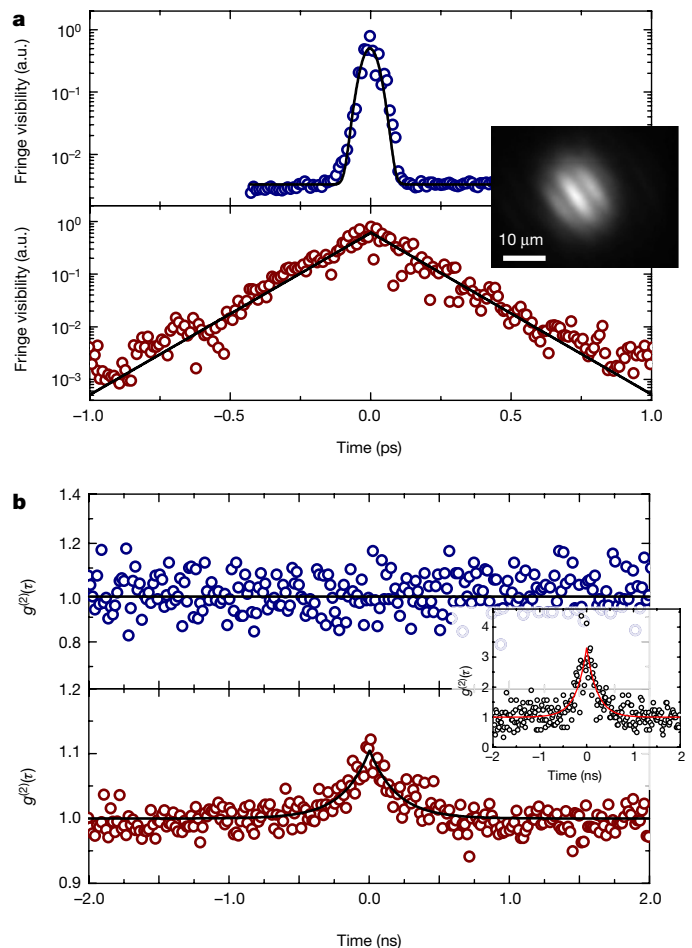 a
Fringe visibility (a.u.)
10⁰
10⁻¹
10⁻²
10 μm
Fringe visibility (a.u.)
10⁰
10⁻¹
10⁻²
10⁻³
−1.0 −0.5 0.0 0.5 1.0
Time (ps)
b
g⁽²⁾(τ)
1.4
1.2
1.0
0.8
g⁽²⁾(τ)
4
3
2
1
0
−2 −1 0 1 2
Time (ns)
g⁽²⁾(τ)
1.2
1.1
1.0
0.9
−2.0 −1.0 0.0 1.0 2.0
Time (ns)